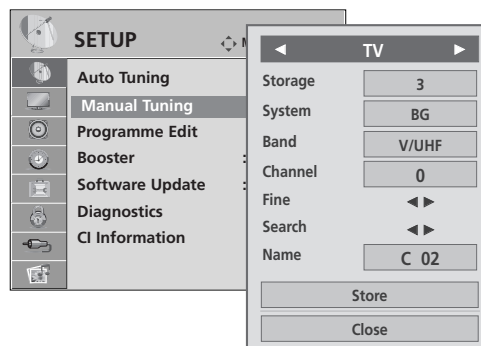 SETUP
Auto Tuning
Manual Tuning
Programme Edit
Booster :
Software Update :
Diagnostics
CI Information
◄ TV ►
Storage 3
System BG
Band V/UHF
Channel 0
Fine ◄ ►
Search ◄ ►
Name C 02
Store
Close